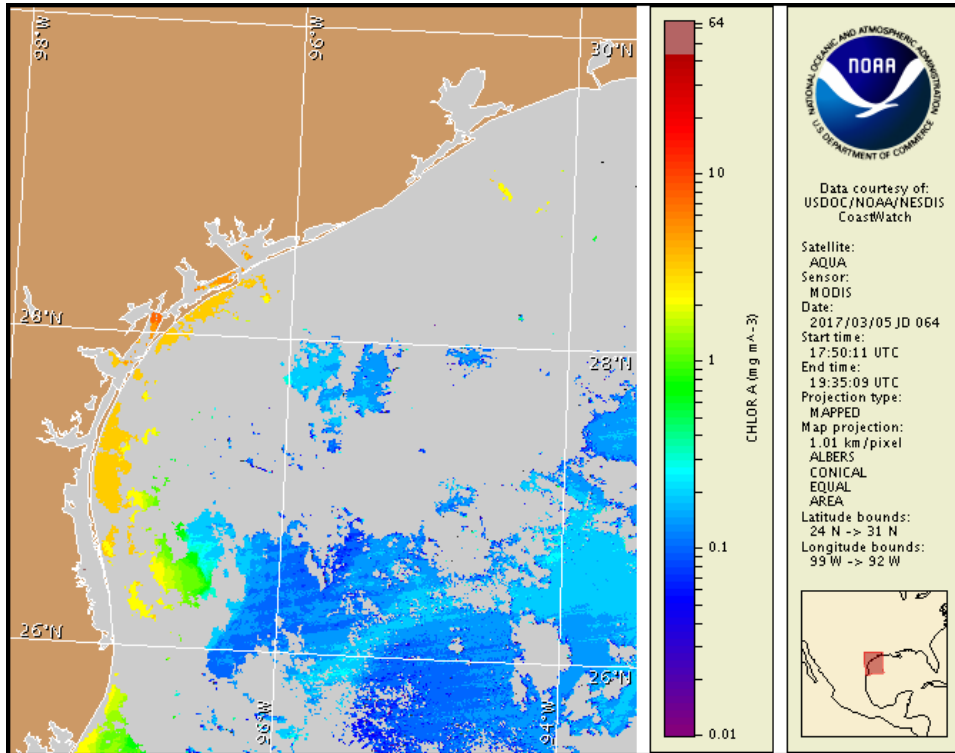 98°W
96°W
30°N
28°N
28°N
26°N
26°N
96°W
94°W
64
10
1
0.1
0.01
CHLOR A (mg m^-3)
NATIONAL OCEANIC AND ATMOSPHERIC ADMINISTRATION
NOAA
U.S. DEPARTMENT OF COMMERCE
Data courtesy of:
USDOC/NOAA/NESDIS
CoastWatch
Satellite:
AQUA
Sensor:
MODIS
Date:
2017/03/05 JD 064
Start time:
17:50:11 UTC
End time:
19:35:09 UTC
Projection type:
MAPPED
Map projection:
1.01 km/pixel
ALBERS
CONICAL
EQUAL
AREA
Latitude bounds:
24 N -> 31 N
Longitude bounds:
99 W -> 92 W